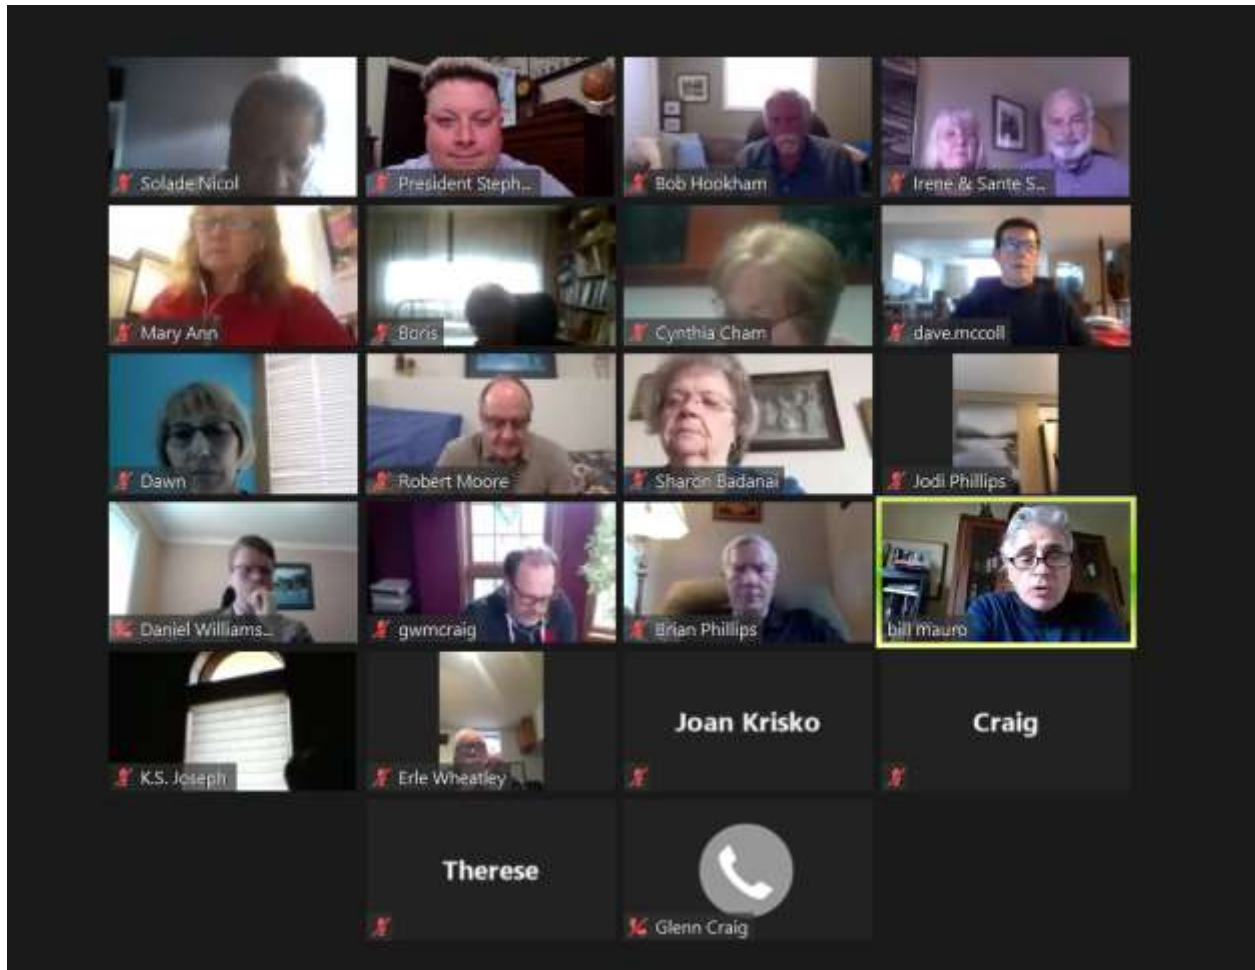 Solade Nicol
President Steph...
Bob Hookham
Irene & Sante S...
Mary Ann
Boris
Cynthia Cham
dave.mccoll
Dawn
Robert Moore
Sharon Badanai
Jodi Phillips
Daniel Williams...
gwmcraig
Brian Phillips
bill mauro
K.S. Joseph
Erle Wheatley
Joan Krisko
Craig
Therese
Glenn Craig